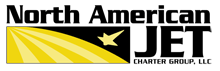 North American
JET
CHARTER GROUP, LLC